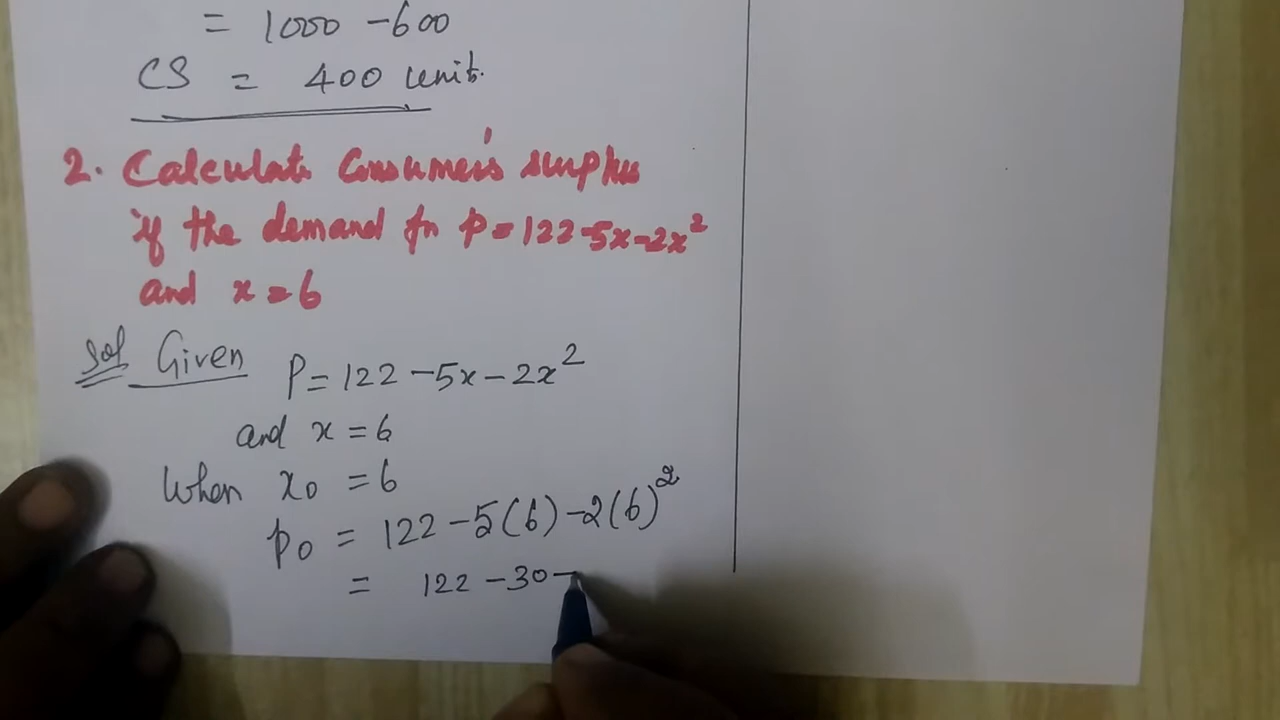 = 1000 - 600
CS = 400 units.
2. Calculate Consumer's surplus
if the demand fn p = 122-5x-2x²
and x = 6
Sol Given P = 122 - 5x - 2x²
and x = 6
When x₀ = 6
p₀ = 122 - 5(6) - 2(6)²
= 122 - 30 -